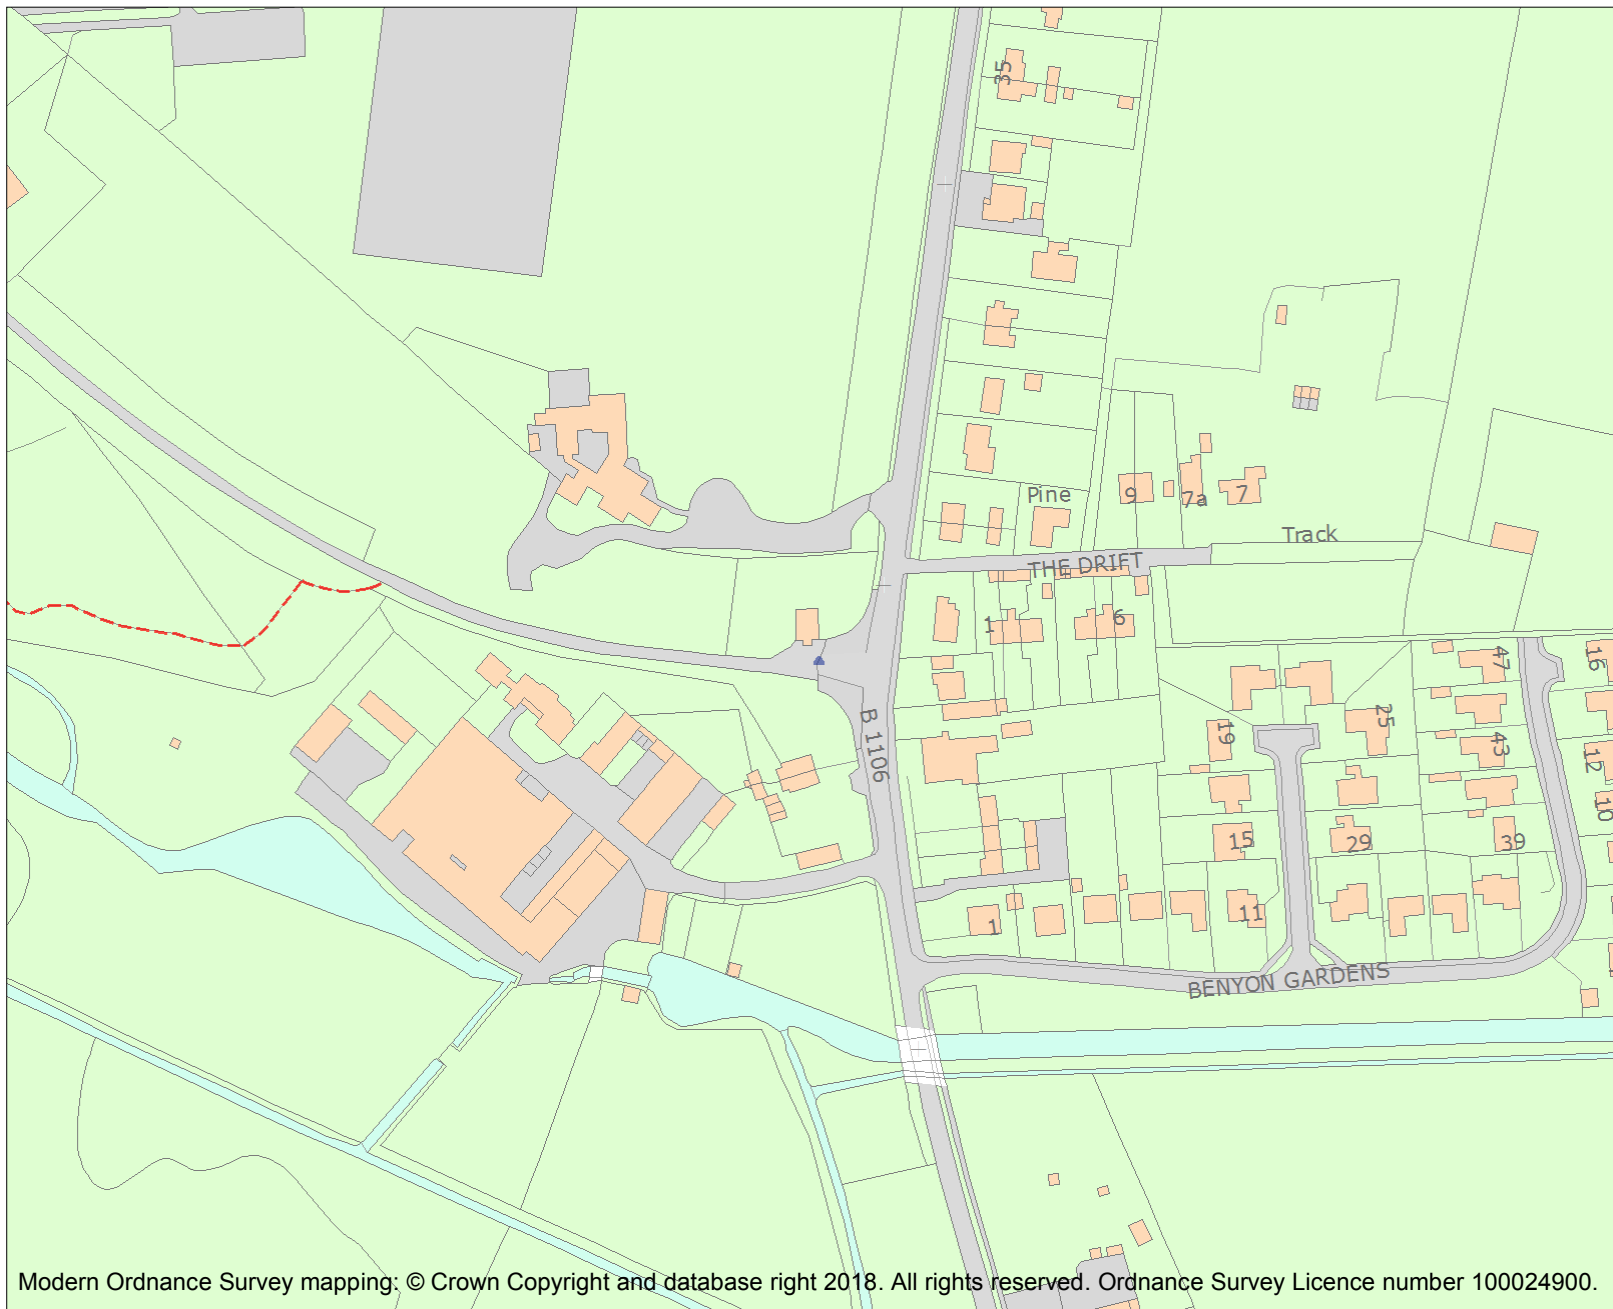 35
Pine
9
7a
7
Track
THE DRIFT
1
6
47
16
B 1106
19
25
43
12
10
15
29
39
11
1
BENYON GARDENS
Modern Ordnance Survey mapping: © Crown Copyright and database right 2018. All rights reserved. Ordnance Survey Licence number 100024900.